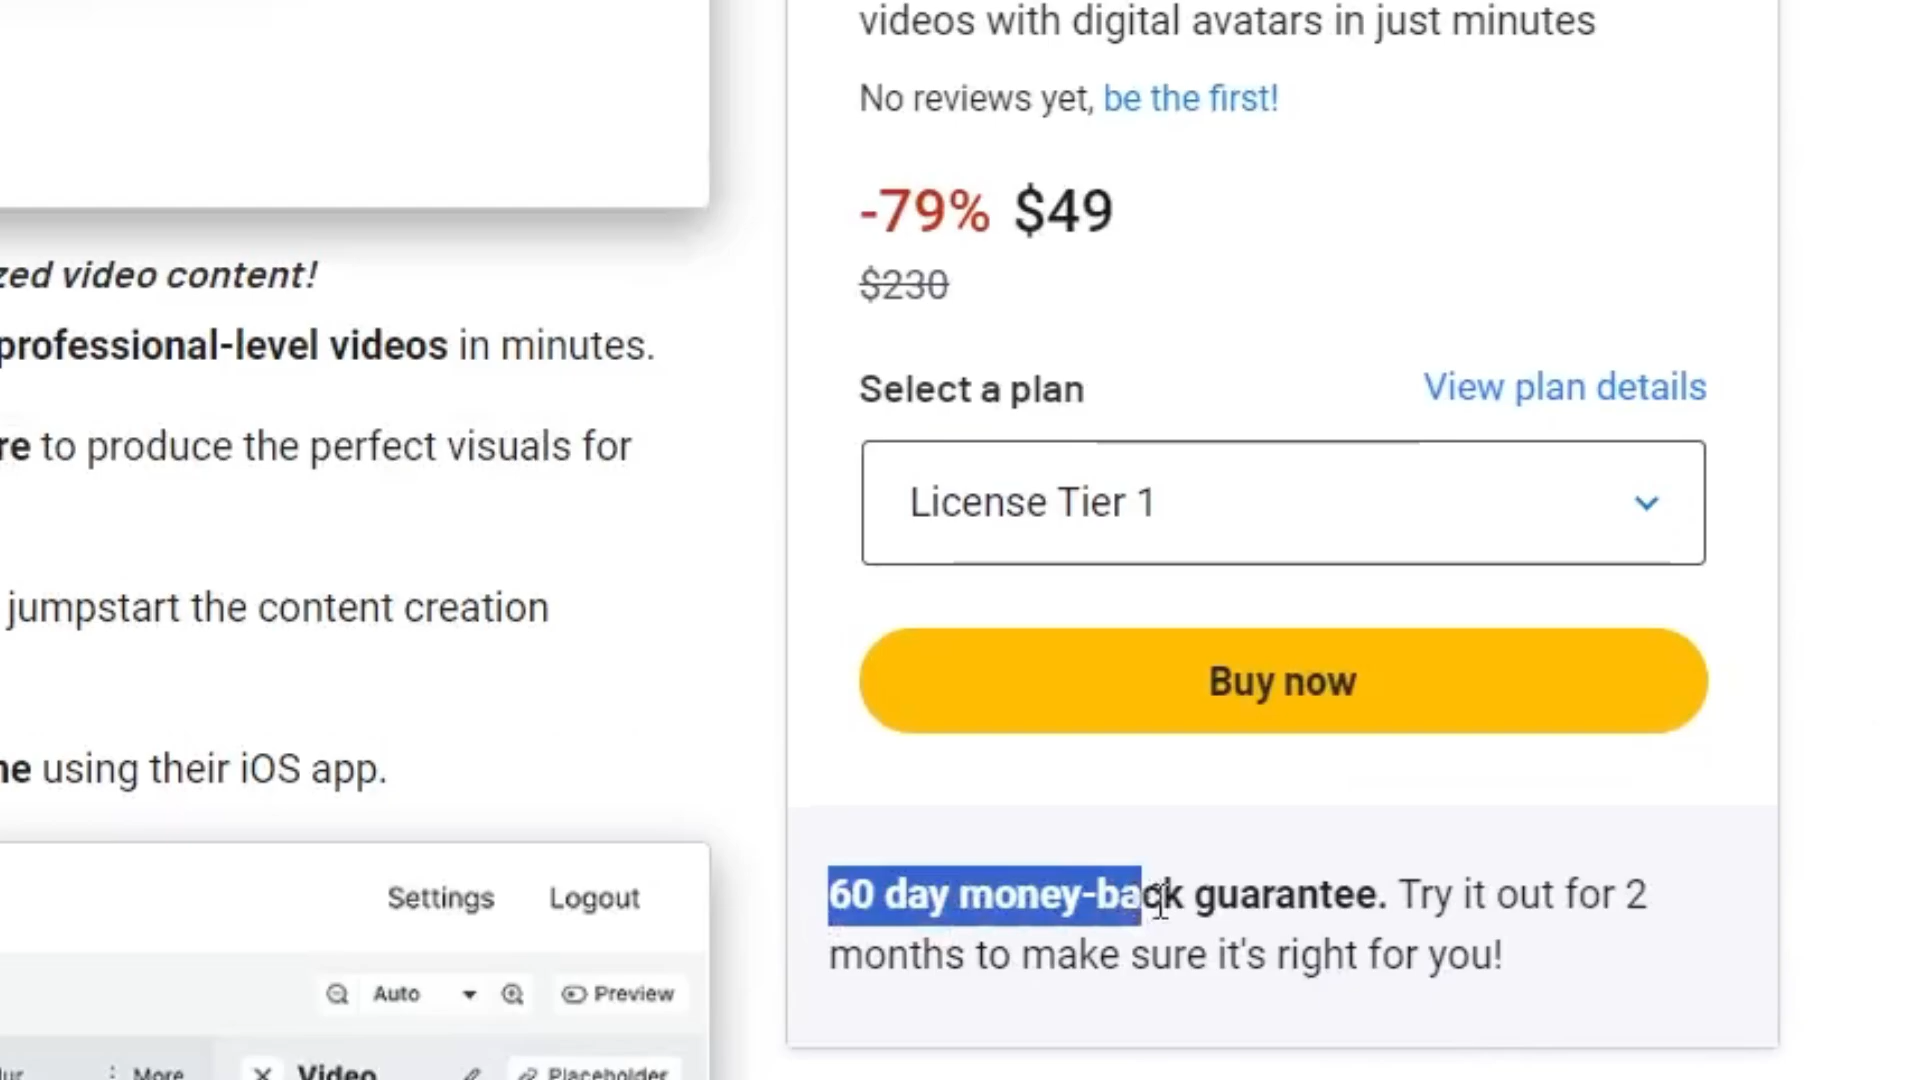 videos with digital avatars in just minutes
No reviews yet, be the first!
-79% $49
$230
Select a plan
View plan details
License Tier 1
Buy now
60 day money-back guarantee. Try it out for 2
months to make sure it's right for you!
zed video content!
professional-level videos in minutes.
re to produce the perfect visuals for
jumpstart the content creation
ne using their iOS app.
Settings
Logout
Auto
Preview
More
Video
Placeholder